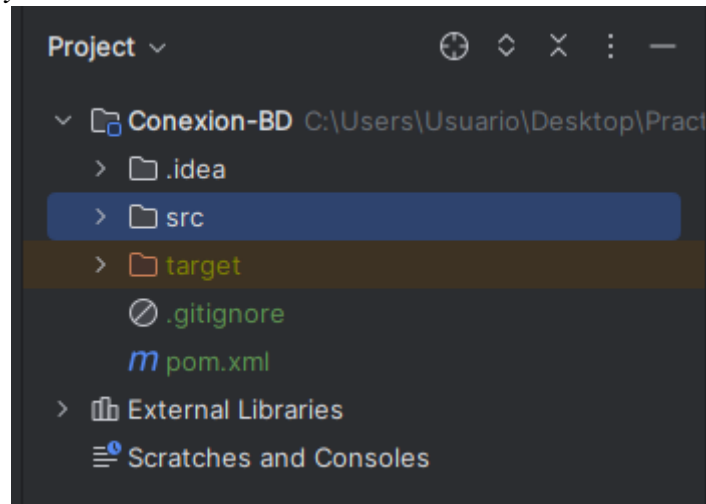 Project
Conexion-BD C:\Users\Usuario\Desktop\Pract
.idea
src
target
.gitignore
m pom.xml
External Libraries
Scratches and Consoles